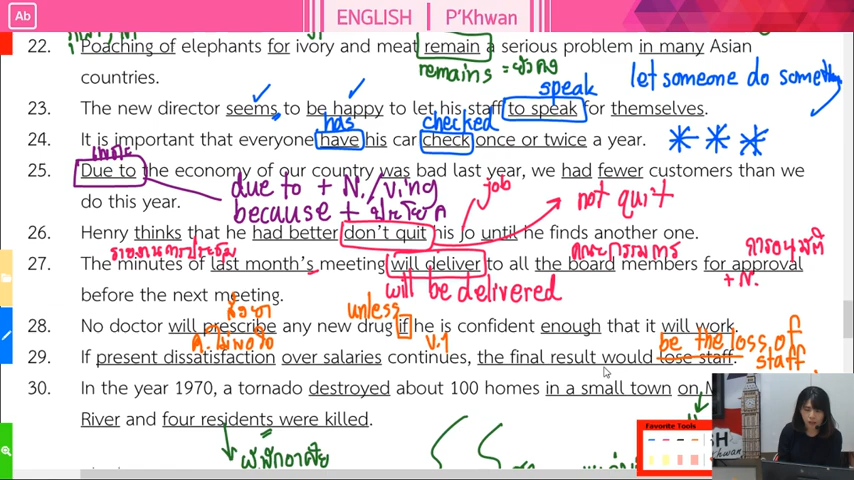 Ab
ENGLISH | P'Khwan
22. Poaching of elephants for ivory and meat remain a serious problem in many Asian
countries.
remains = ยังคง
let someone do something
speak
23. The new director seems to be happy to let his staff to speak for themselves.
has checked
24. It is important that everyone have his car check once or twice a year.
25. Due to the economy of our country was bad last year, we had fewer customers than we
do this year.
due to + N./Ving
because + ประโยค
job
not quit
26. Henry thinks that he had better don't quit his jo until he finds another one.
รายงานการประชุม คณะกรรมการ การอนุมัติ
27. The minutes of last month's meeting will deliver to all the board members for approval
+ N.
before the next meeting.
will be delivered
สั่งยา
unless
28. No doctor will prescribe any new drug if he is confident enough that it will work.
ความไม่พอใจ
V.1
be the loss of
staff
29. If present dissatisfaction over salaries continues, the final result would lose staff.
30. In the year 1970, a tornado destroyed about 100 homes in a small town on
River and four residents were killed.
ผู้พักอาศัย
Favorite Tools